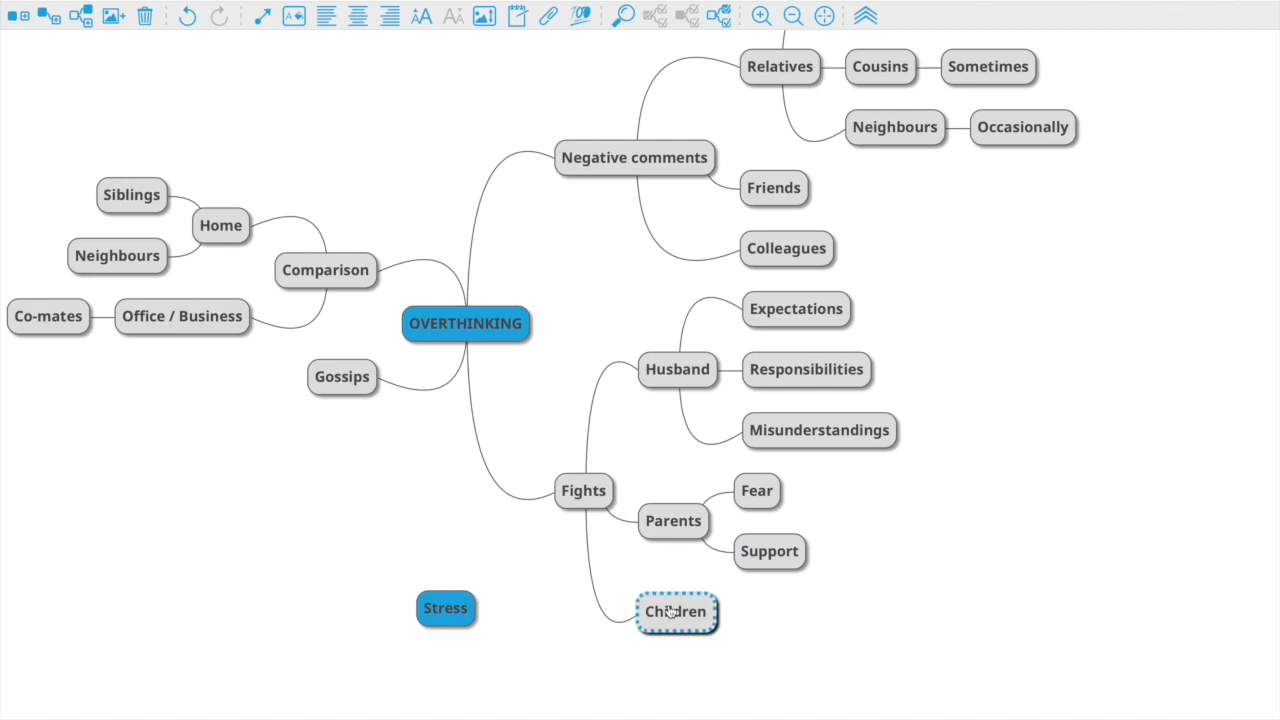 Relatives
Cousins
Sometimes
Neighbours
Occasionally
Negative comments
Friends
Colleagues
Siblings
Home
Neighbours
Comparison
Co-mates
Office / Business
OVERTHINKING
Gossips
Expectations
Husband
Responsibilities
Misunderstandings
Fights
Fear
Parents
Support
Stress
Children